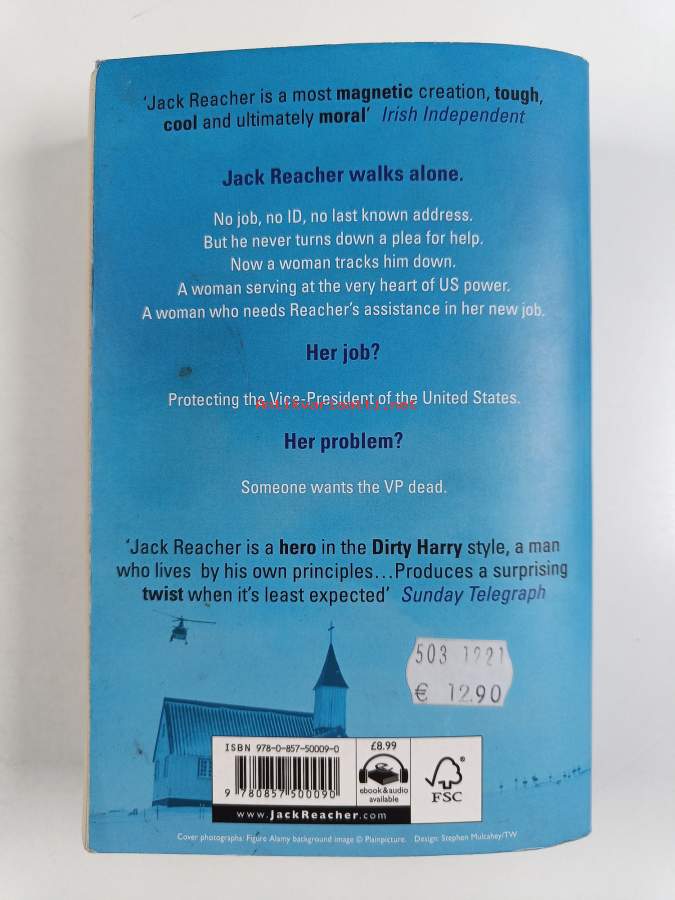 ‘Jack Reacher is a most magnetic creation, tough,
cool and ultimately moral’ Irish Independent
Jack Reacher walks alone.
No job, no ID, no last known address.
But he never turns down a plea for help.
Now a woman tracks him down.
A woman serving at the very heart of US power.
A woman who needs Reacher's assistance in her new job.
Her job?
Protecting the Vice-President of the United States.
Antikvariaatti.net
Her problem?
Someone wants the VP dead.
‘Jack Reacher is a hero in the Dirty Harry style, a man
who lives by his own principles...Produces a surprising
twist when it's least expected’ Sunday Telegraph
503 1921
€ 12.90
ISBN 978-0-857-50009-0
£8.99
ebook & audio
available
FSC
9 780857 500090
www.JackReacher.com
Cover photographs: Figure Alamy background image © Plainpicture. Design: Stephen Mulcahey/TW